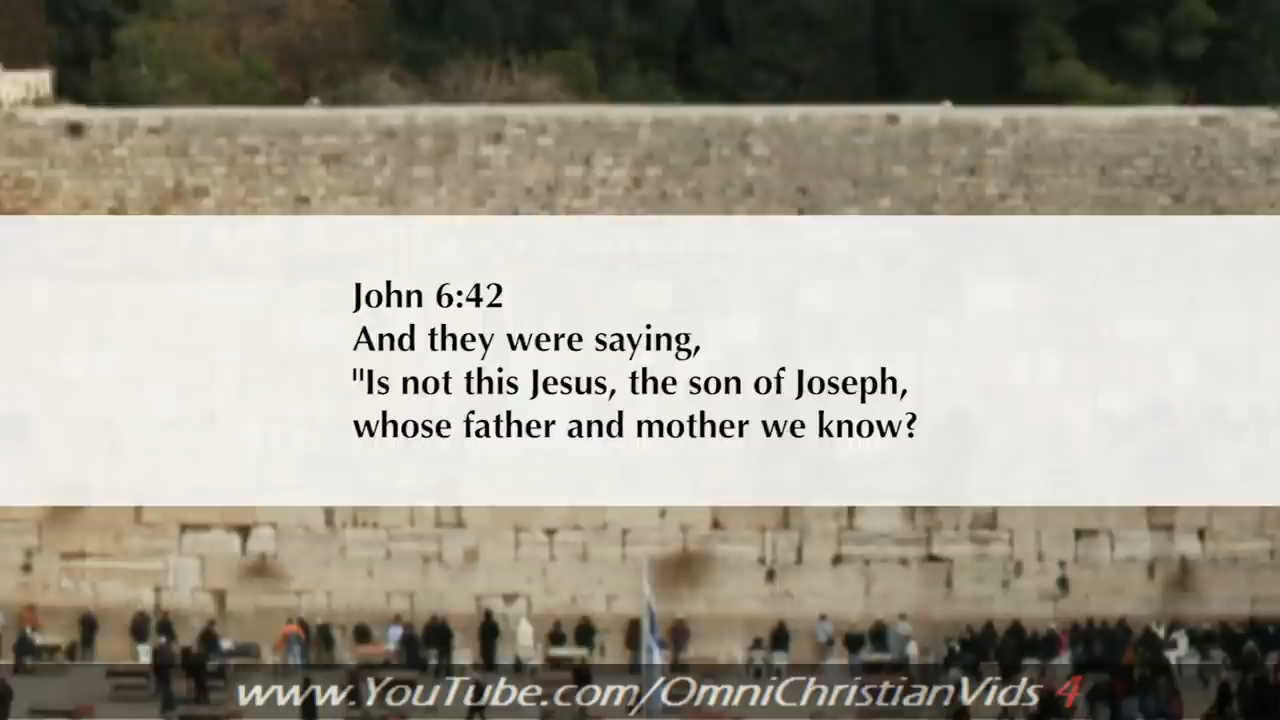 John 6:42
And they were saying,
"Is not this Jesus, the son of Joseph,
whose father and mother we know?
www.YouTube.com/OmniChristianVids 4